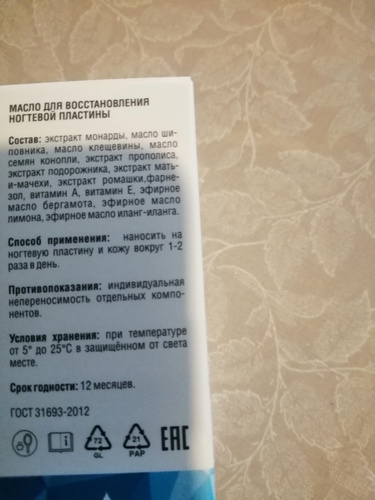 МАСЛО ДЛЯ ВОССТАНОВЛЕНИЯ
НОГТЕВОЙ ПЛАСТИНЫ
Состав: экстракт монарды, масло ши-
повника, масло клещевины, масло
семян конопли, экстракт прополиса,
экстракт подорожника, экстракт мать-
и-мачехи, экстракт ромашки,фарне-
зол, витамин А, витамин Е, эфирное
масло бергамота, эфирное масло
лимона, эфирное масло иланг-иланга.
Способ применения: наносить на
ногтевую пластину и кожу вокруг 1-2
раза в день.
Противопоказания: индивидуальная
непереносимость отдельных компо-
нентов.
Условия хранения: при температуре
от 5° до 25°С в защищённом от света
месте.
Срок годности: 12 месяцев.
ГОСТ 31693-2012
72 21 EAC
GL PAP